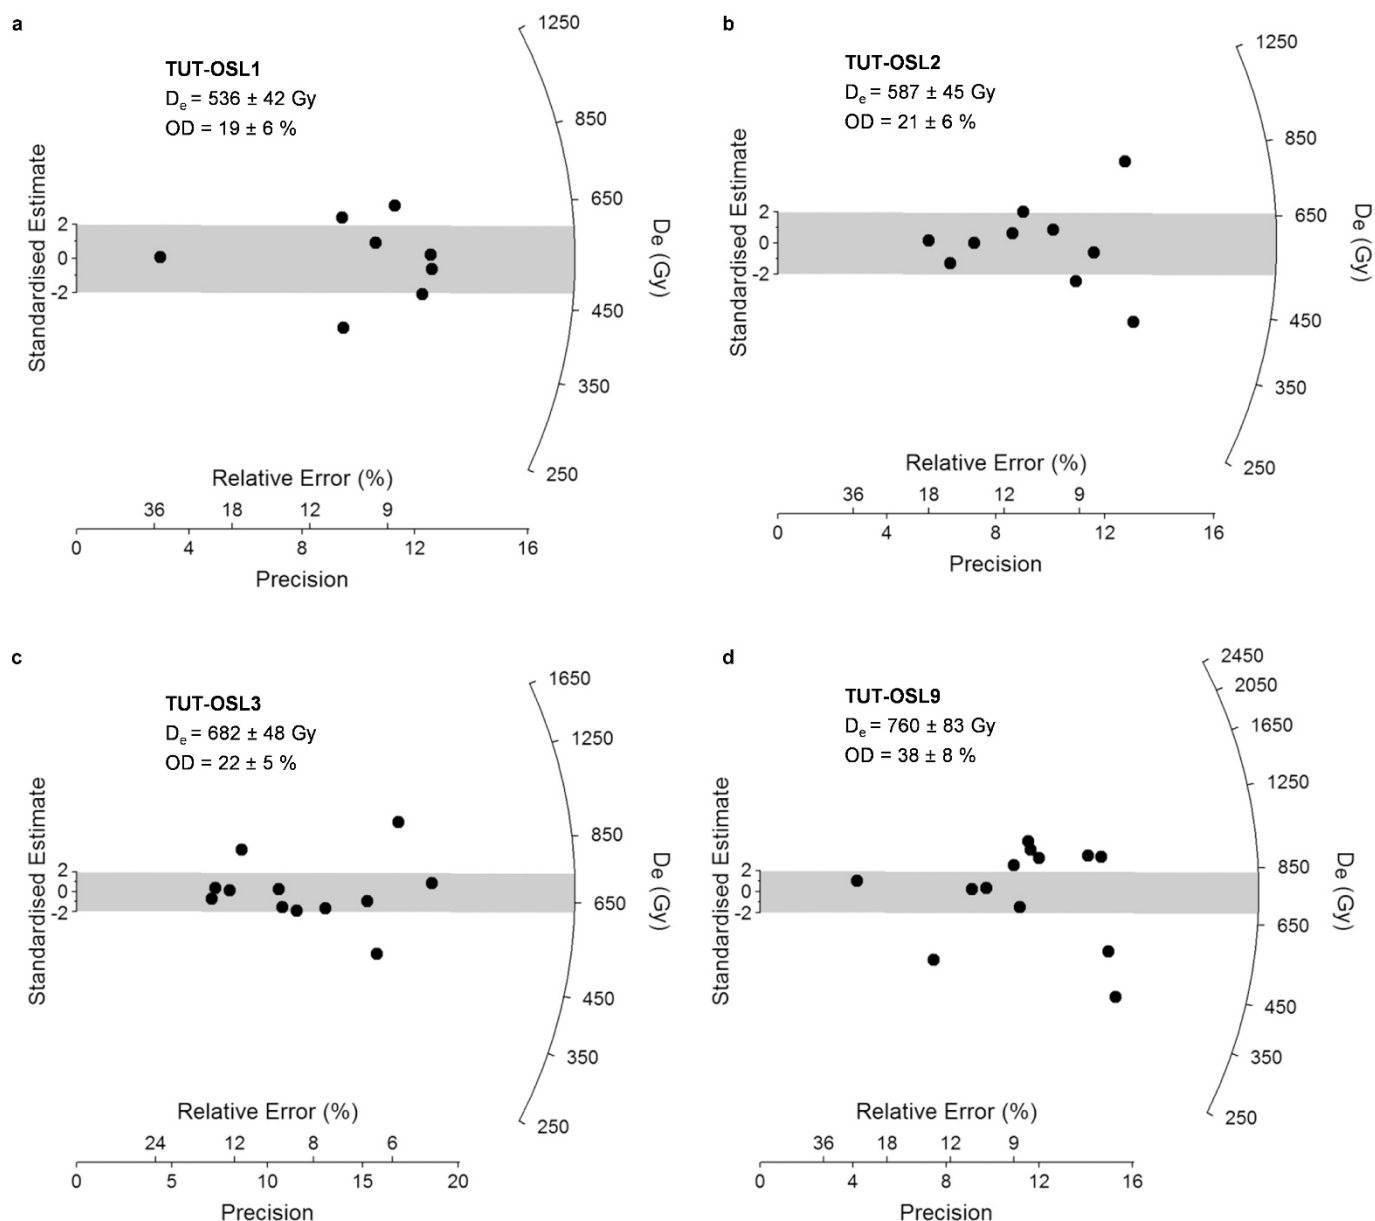 a
TUT-OSL1
De = 536 ± 42 Gy
OD = 19 ± 6 %
Standardised Estimate
2
0
-2
1250
850
650
450
350
250
De (Gy)
Relative Error (%)
36 18 12 9
0 4 8 12 16
Precision
b
TUT-OSL2
De = 587 ± 45 Gy
OD = 21 ± 6 %
Standardised Estimate
2
0
-2
1250
850
650
450
350
250
De (Gy)
Relative Error (%)
36 18 12 9
0 4 8 12 16
Precision
c
TUT-OSL3
De = 682 ± 48 Gy
OD = 22 ± 5 %
Standardised Estimate
2
0
-2
1650
1250
850
650
450
350
250
De (Gy)
Relative Error (%)
24 12 8 6
0 5 10 15 20
Precision
d
TUT-OSL9
De = 760 ± 83 Gy
OD = 38 ± 8 %
Standardised Estimate
2
0
-2
2450
2050
1650
1250
850
650
450
350
250
De (Gy)
Relative Error (%)
36 18 12 9
0 4 8 12 16
Precision